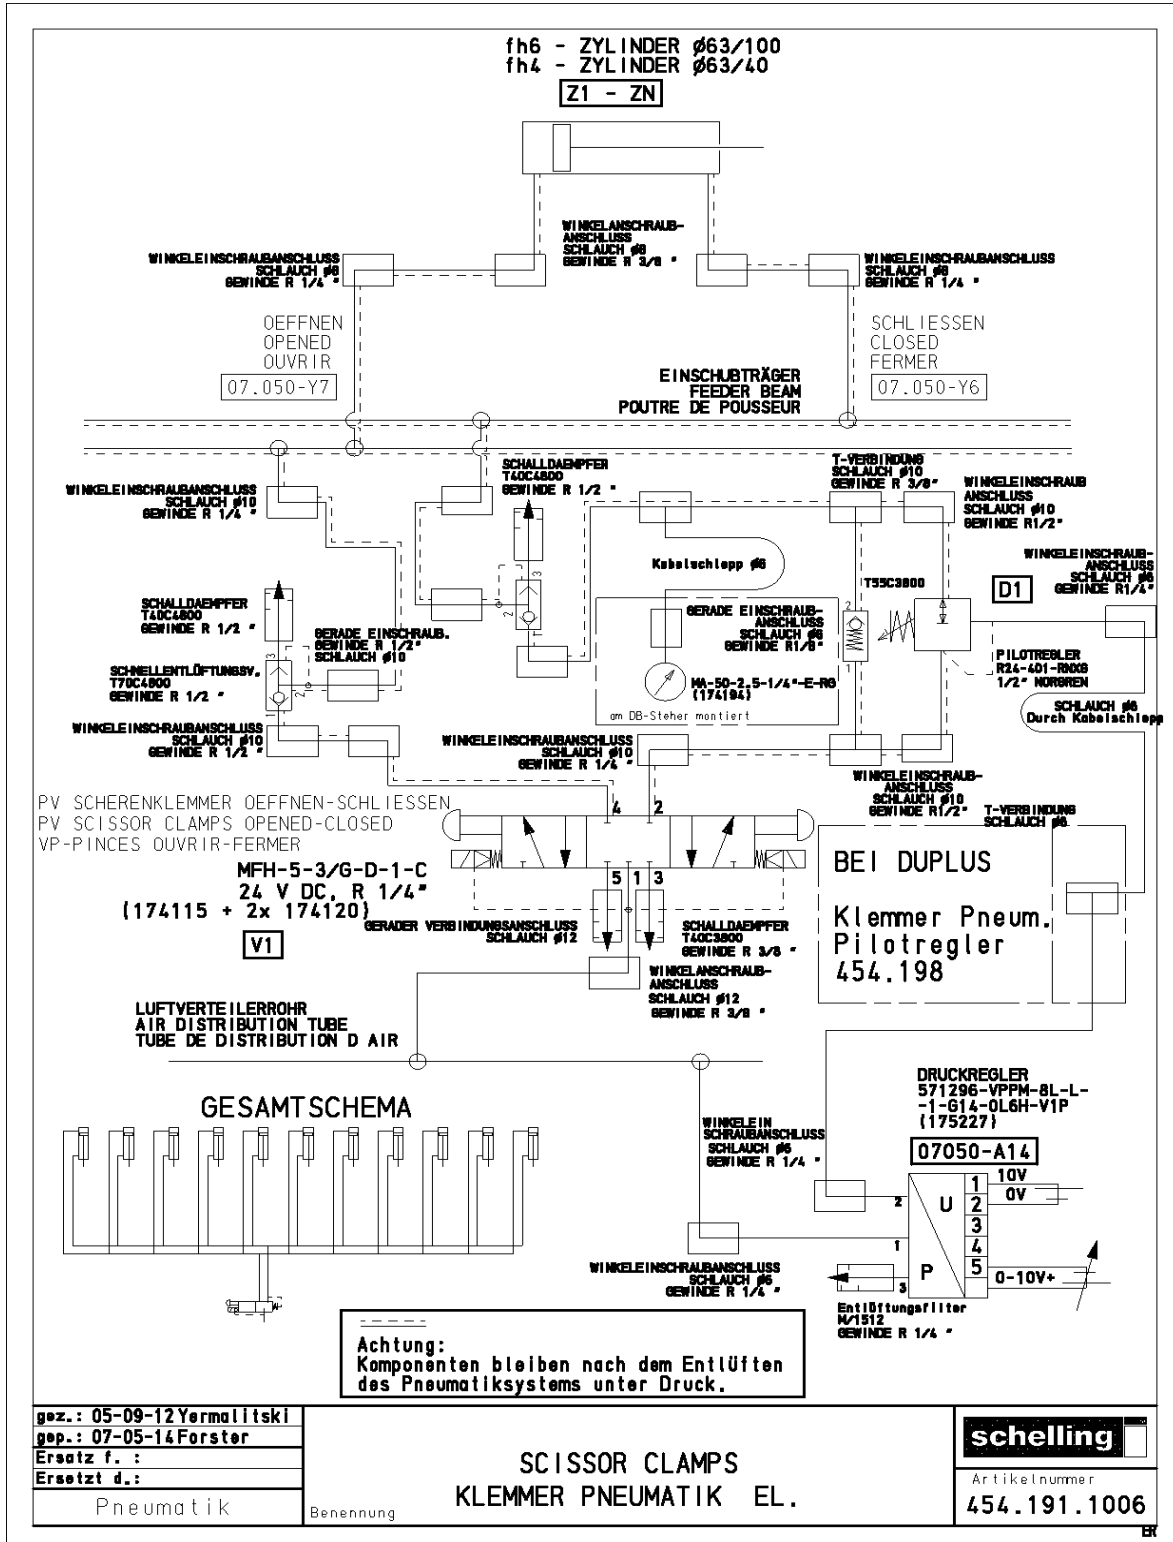 fh6 - ZYLINDER ø63/100
fh4 - ZYLINDER ø63/40
Z1 - ZN
WINKELANSCHRAUB-
ANSCHLUSS
SCHLAUCH ø8
GEWINDE R 3/8 "
WINKELEINSCHRAUBANSCHLUSS
SCHLAUCH ø8
GEWINDE R 1/4 "
WINKELEINSCHRAUBANSCHLUSS
SCHLAUCH ø8
GEWINDE R 1/4 "
OEFFNEN
OPENED
OUVRIR
07.050-Y7
SCHLIESSEN
CLOSED
FERMER
07.050-Y6
EINSCHUBTRÄGER
FEEDER BEAM
POUTRE DE POUSSEUR
WINKELEINSCHRAUBANSCHLUSS
SCHLAUCH ø10
GEWINDE R 1/4 "
SCHALLDAEMPFER
T40C4800
GEWINDE R 1/2 "
T-VERBINDUNG
SCHLAUCH ø10
GEWINDE R 3/8"
WINKELEINSCHRAUB
ANSCHLUSS
SCHLAUCH ø10
GEWINDE R1/2"
WINKELEINSCHRAUB-
ANSCHLUSS
SCHLAUCH ø6
GEWINDE R1/4"
Kabelschlepp ø6
T55C3800
D1
SCHALLDAEMPFER
T40C4800
GEWINDE R 1/2 "
GERADE EINSCHRAUB.
GEWINDE R 1/2"
SCHLAUCH ø10
GERADE EINSCHRAUB-
ANSCHLUSS
SCHLAUCH ø6
GEWINDE R1/8"
SCHNELLENTLÜFTUNGSV.
T70C4800
GEWINDE R 1/2 "
MA-50-2.5-1/4"-E-RG
(174194)
am DB-Steher montiert
PILOTREGLER
R24-401-RNXG
1/2" NORGREN
SCHLAUCH ø6
Durch Kabelschlepp
3
2
1
3
2
1
2
1
WINKELEINSCHRAUBANSCHLUSS
SCHLAUCH ø10
GEWINDE R 1/2 "
WINKELEINSCHRAUBANSCHLUSS
SCHLAUCH ø10
GEWINDE R 1/4 "
WINKELEINSCHRAUB-
ANSCHLUSS
SCHLAUCH ø10
GEWINDE R1/2"
T-VERBINDUNG
SCHLAUCH ø6
PV SCHERENKLEMMER OEFFNEN-SCHLIESSEN
PV SCISSOR CLAMPS OPENED-CLOSED
VP-PINCES OUVRIR-FERMER
4 2
5 1 3
MFH-5-3/G-D-1-C
24 V DC, R 1/4"
(174115 + 2x 174120)
V1
GERADER VERBINDUNGSANSCHLUSS
SCHLAUCH ø12
SCHALLDAEMPFER
T40C3800
GEWINDE R 3/8 "
WINKELANSCHRAUB-
ANSCHLUSS
SCHLAUCH ø12
GEWINDE R 3/8 "
BEI DUPLUS
Klemmer Pneum.
Pilotregler
454.198
LUFTVERTEILERROHR
AIR DISTRIBUTION TUBE
TUBE DE DISTRIBUTION D AIR
GESAMTSCHEMA
WINKELEIN
SCHRAUBANSCHLUSS
SCHLAUCH ø6
GEWINDE R 1/4 "
DRUCKREGLER
571296-VPPM-8L-L-
-1-G14-0L6H-V1P
(175227)
07050-A14
U
P
1
2
3
4
5
10V
0V
0-10V+
2
1
3
WINKELEINSCHRAUBANSCHLUSS
SCHLAUCH ø6
GEWINDE R 1/4 "
Entlüftungsfilter
M/1512
GEWINDE R 1/4 "
Achtung:
Komponenten bleiben nach dem Entlüften
des Pneumatiksystems unter Druck.
gez.: 05-09-12 Yermalitski
gep.: 07-05-14 Forster
Ersatz f. :
Ersetzt d.:
Pneumatik
Benennung
SCISSOR CLAMPS
KLEMMER PNEUMATIK EL.
schelling
Artikelnummer
454.191.1006
ER